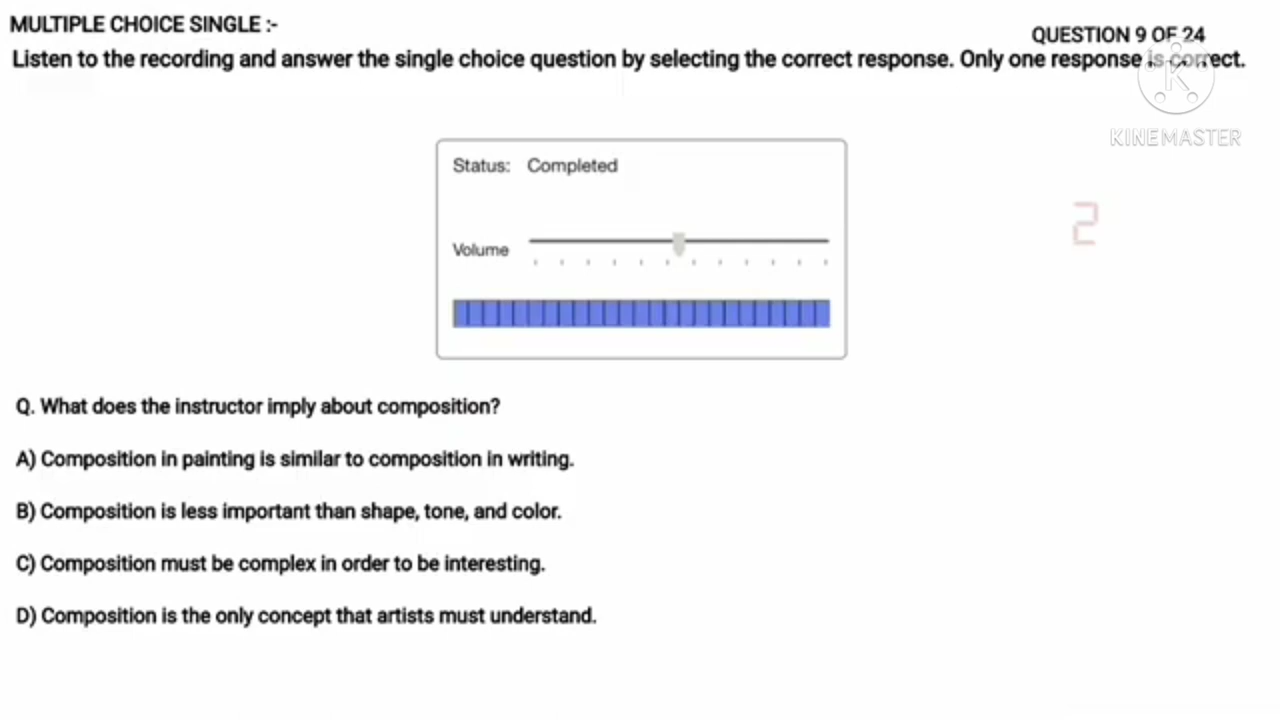 MULTIPLE CHOICE SINGLE :-
QUESTION 9 OF 24
Listen to the recording and answer the single choice question by selecting the correct response. Only one response is correct.
K
KINEMASTER
Status: Completed
2
Volume
Q. What does the instructor imply about composition?
A) Composition in painting is similar to composition in writing.
B) Composition is less important than shape, tone, and color.
C) Composition must be complex in order to be interesting.
D) Composition is the only concept that artists must understand.